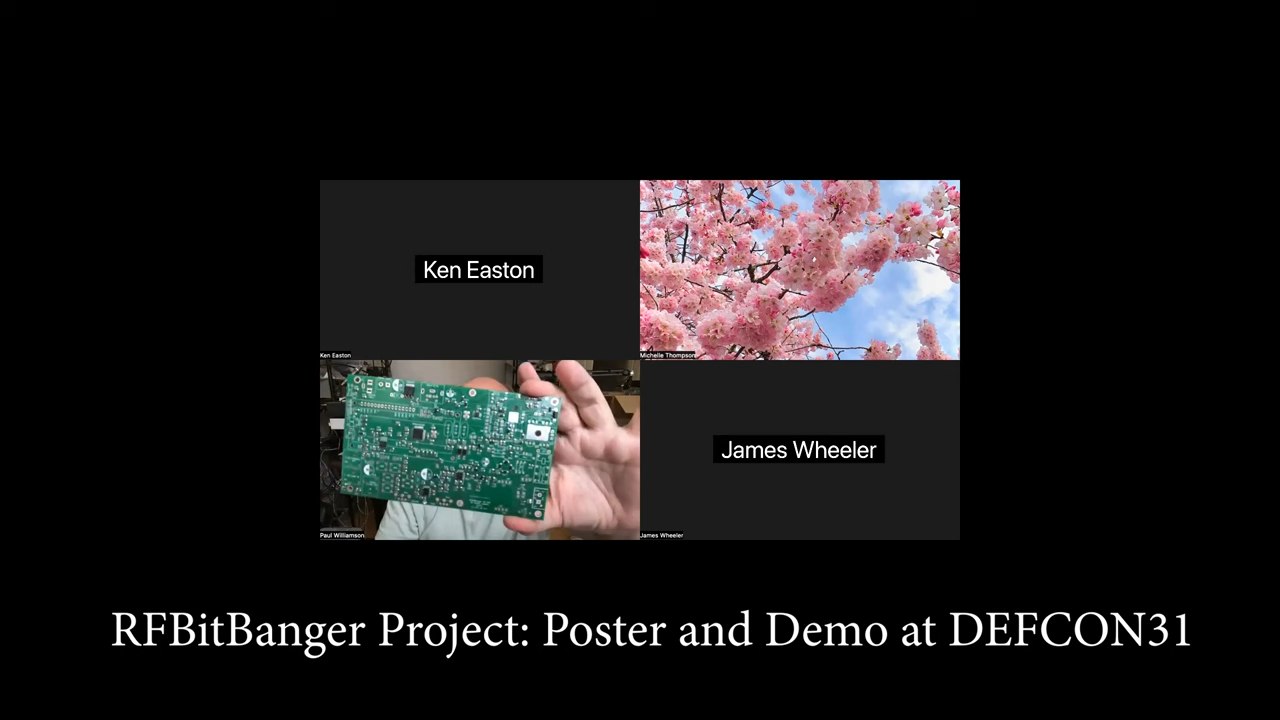 Ken Easton
Ken Easton
Michelle Thompson
James Wheeler
Paul Williamson
James Wheeler
RFBitBanger Project: Poster and Demo at DEFCON31